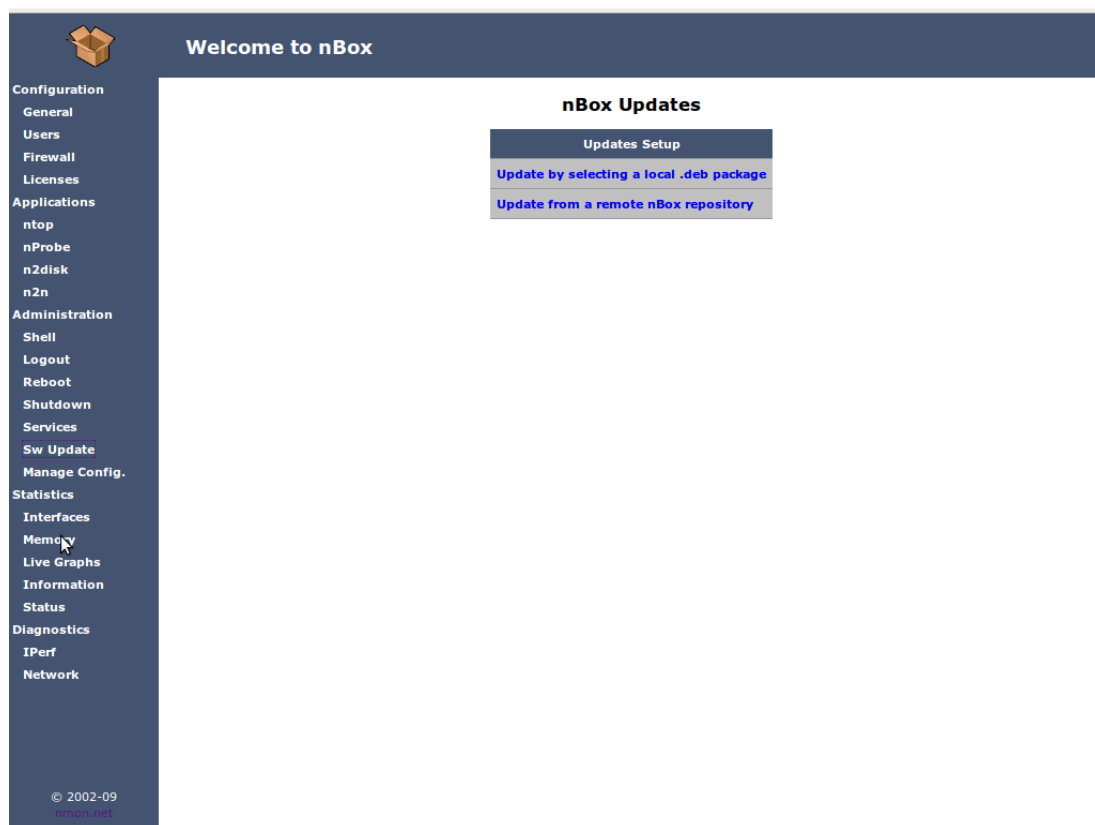 Welcome to nBox
Configuration
General
Users
Firewall
Licenses
Applications
ntop
nProbe
n2disk
n2n
Administration
Shell
Logout
Reboot
Shutdown
Services
Sw Update
Manage Config.
Statistics
Interfaces
Memory
Live Graphs
Information
Status
Diagnostics
IPerf
Network
© 2002-09
nmon.net
nBox Updates
Updates Setup
Update by selecting a local .deb package
Update from a remote nBox repository